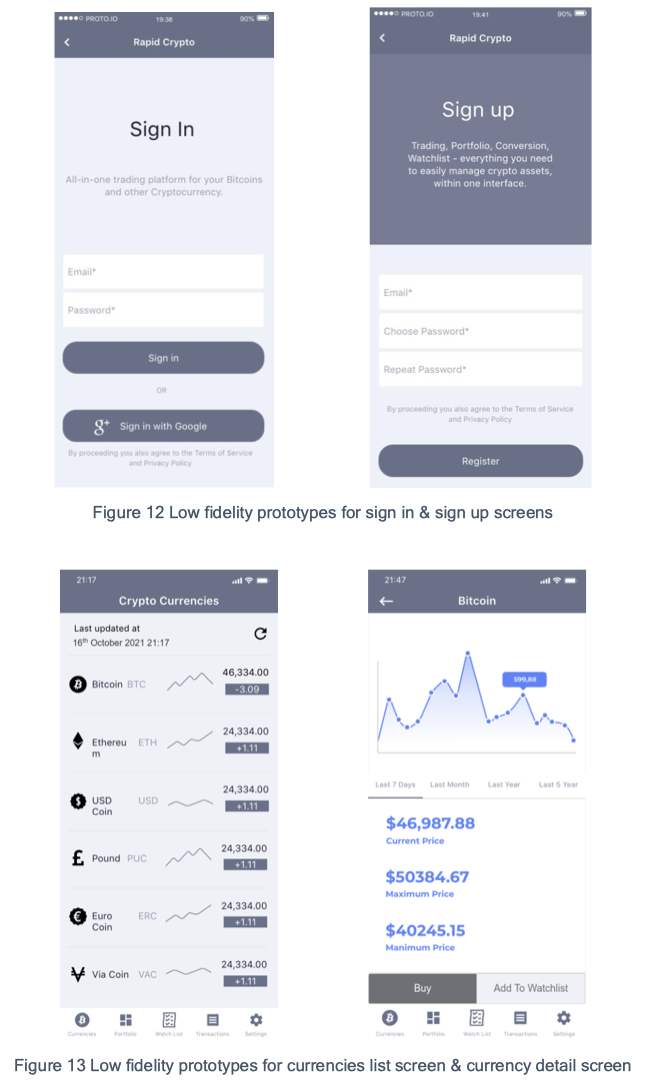 PROTO.IO 19:38 90%
Rapid Crypto
Sign In
All-in-one trading platform for your Bitcoins
and other Cryptocurrency.
Email*
Password*
Sign in
OR
g+ Sign in with Google
By proceeding you also agree to the Terms of Service
and Privacy Policy
PROTO.IO 19:41 90%
Rapid Crypto
Sign up
Trading, Portfolio, Conversion,
Watchlist - everything you need
to easily manage crypto assets,
within one interface.
Email*
Choose Password*
Repeat Password*
By proceeding you also agree to the Terms of Service
and Privacy Policy
Register
Figure 12 Low fidelity prototypes for sign in & sign up screens
21:17
Crypto Currencies
Last updated at
16th October 2021 21:17
Bitcoin BTC 46,334.00
-3.09
Ethereu
m
ETH 24,334.00
+1.11
USD
Coin
USD 24,334.00
+1.11
Pound PUC 24,334.00
+1.11
Euro
Coin
ERC 24,334.00
+1.11
Via Coin VAC 24,334.00
+1.11
Currencies Portfolio Watch List Transactions Settings
21:47
Bitcoin
$99,88
Last 7 Days Last Month Last Year Last 5 Year
$46,987.88
Current Price
$50384.67
Maximum Price
$40245.15
Manimum Price
Buy Add To Watchlist
Currencies Portfolio Watch List Transactions Settings
Figure 13 Low fidelity prototypes for currencies list screen & currency detail screen